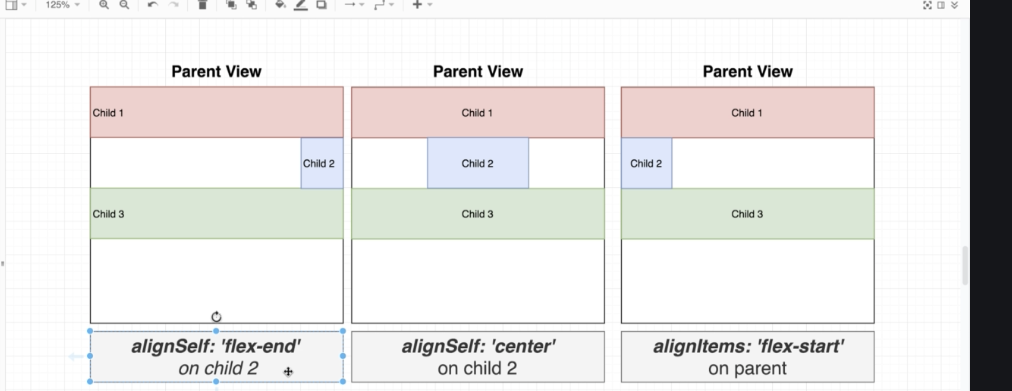 125%
Parent View
Parent View
Parent View
Child 1
Child 1
Child 1
Child 2
Child 2
Child 2
Child 3
Child 3
Child 3
alignSelf: 'flex-end'
on child 2
alignSelf: 'center'
on child 2
alignItems: 'flex-start'
on parent